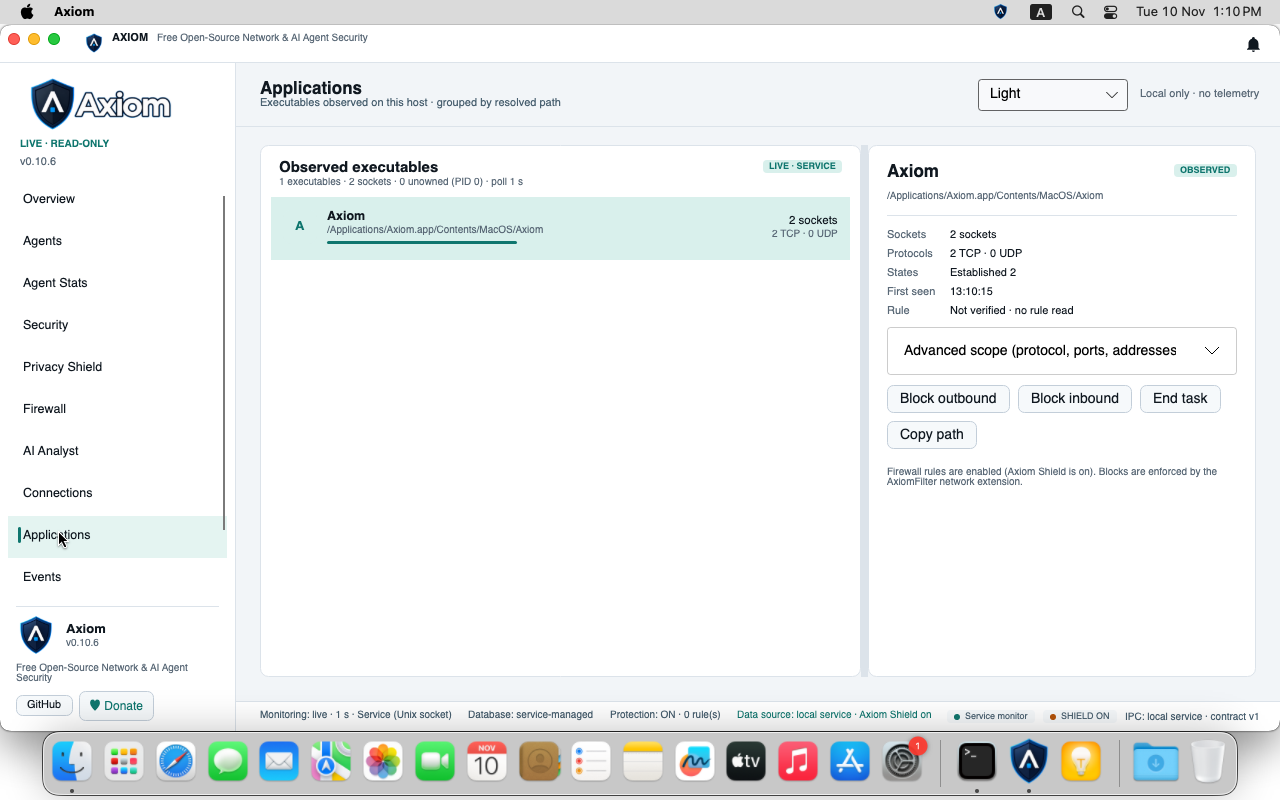 Axiom
A
Tue 10 Nov 1:10 PM
AXIOM Free Open-Source Network & AI Agent Security
Axiom
LIVE · READ-ONLY
v0.10.6
Overview
Agents
Agent Stats
Security
Privacy Shield
Firewall
AI Analyst
Connections
Applications
Events
Axiom
v0.10.6
Free Open-Source Network & AI Agent
Security
GitHub
Donate
Applications
Executables observed on this host · grouped by resolved path
Light
Local only · no telemetry
Observed executables
LIVE · SERVICE
1 executables · 2 sockets · 0 unowned (PID 0) · poll 1 s
A
Axiom
/Applications/Axiom.app/Contents/MacOS/Axiom
2 sockets
2 TCP · 0 UDP
Axiom
OBSERVED
/Applications/Axiom.app/Contents/MacOS/Axiom
Sockets 2 sockets
Protocols 2 TCP · 0 UDP
States Established 2
First seen 13:10:15
Rule Not verified · no rule read
Advanced scope (protocol, ports, addresses
Block outbound
Block inbound
End task
Copy path
Firewall rules are enabled (Axiom Shield is on). Blocks are enforced by the
AxiomFilter network extension.
Monitoring: live · 1 s · Service (Unix socket)
Database: service-managed
Protection: ON · 0 rule(s)
Data source: local service · Axiom Shield on
Service monitor
SHIELD ON
IPC: local service · contract v1
NOV
10
tv
1
>_
T